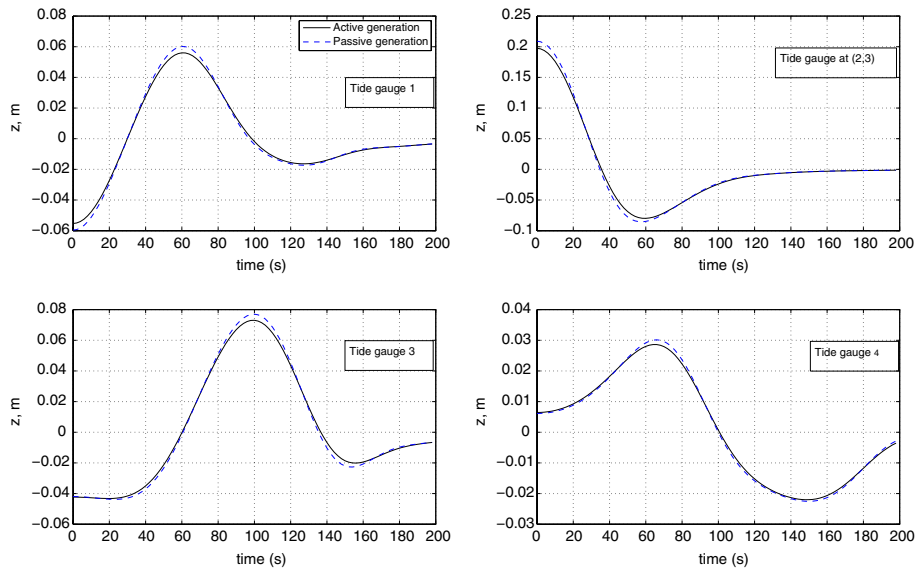 0.08
0.06
0.04
0.02
0
−0.02
−0.04
−0.06
0 20 40 60 80 100 120 140 160 180 200
time (s)
z, m
Active generation
Passive generation
Tide gauge 1
0.25
0.2
0.15
0.10
0.05
0
−0.05
−0.1
0 20 40 60 80 100 120 140 160 180 200
time (s)
z, m
Tide gauge at (2,3)
0.08
0.06
0.04
0.02
0
−0.02
−0.04
−0.06
0 20 40 60 80 100 120 140 160 180 200
time (s)
z, m
Tide gauge 3
0.04
0.03
0.02
0.01
0
−0.01
−0.02
−0.03
0 20 40 60 80 100 120 140 160 180 200
time (s)
z, m
Tide gauge 4